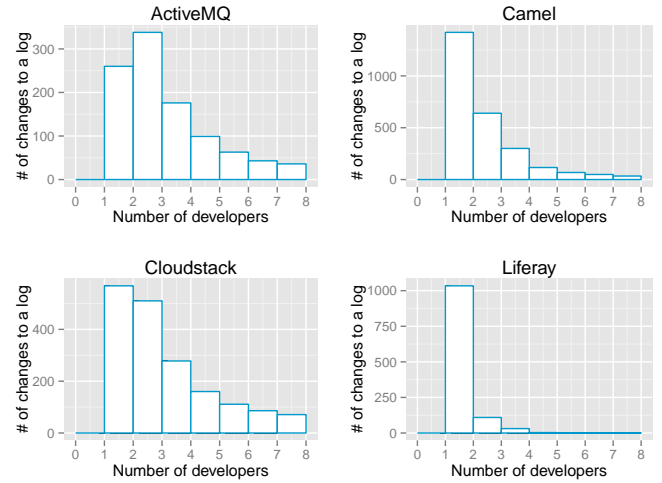 ActiveMQ
# of changes to a log
300
200
100
0
0 1 2 3 4 5 6 7 8
Number of developers
Camel
# of changes to a log
1000
500
0
0 1 2 3 4 5 6 7 8
Number of developers
Cloudstack
# of changes to a log
400
200
0
0 1 2 3 4 5 6 7 8
Number of developers
Liferay
# of changes to a log
1000
750
500
250
0
0 1 2 3 4 5 6 7 8
Number of developers